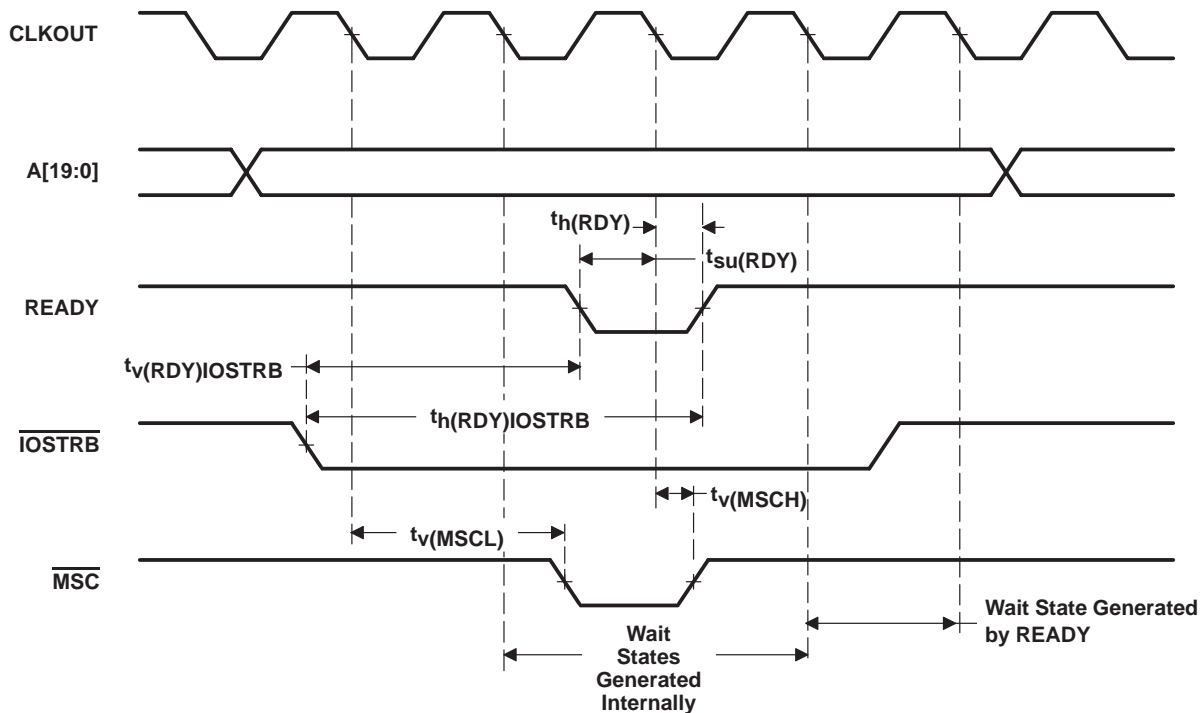 CLKOUT
A[19:0]
th(RDY)
tsu(RDY)
READY
tv(RDY)IOSTRB
th(RDY)IOSTRB
IOSTRB
tv(MSCH)
tv(MSCL)
MSC
Wait State Generated
by READY
Wait
States
Generated
Internally